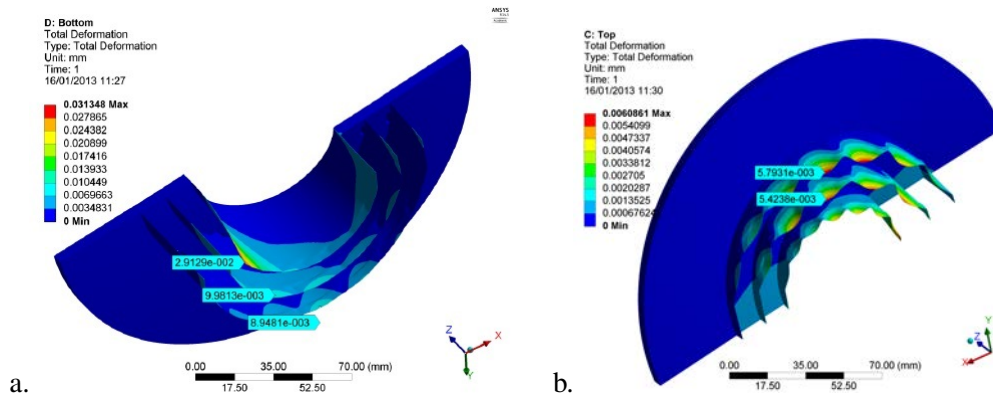 D: Bottom
Total Deformation
Type: Total Deformation
Unit: mm
Time: 1
16/01/2013 11:27
0.031348 Max
0.027865
0.024382
0.020899
0.017416
0.013933
0.010449
0.0069663
0.0034831
0 Min
ANSYS
2.9129e-002
9.9813e-003
8.9481e-003
Z
X
Y
0.00 35.00 70.00 (mm)
17.50 52.50
a.
C: Top
Total Deformation
Type: Total Deformation
Unit: mm
Time: 1
16/01/2013 11:30
0.0060861 Max
0.0054099
0.0047337
0.0040574
0.0033812
0.002705
0.0020287
0.0013525
0.00067624
0 Min
5.7931e-003
5.4238e-003
Y
Z
X
0.00 35.00 70.00 (mm)
17.50 52.50
b.